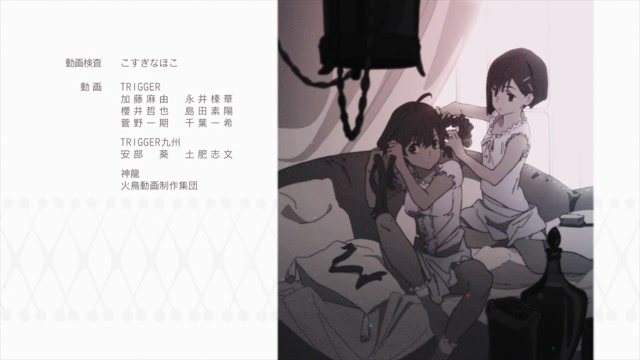 動画検査 こすぎなほこ
動画 TRIGGER
加藤麻由 永井榛華
櫻井哲也 島田素陽
菅野一期 千葉一希
TRIGGER九州
安部 葵 土肥志文
神龍
火鳥動画制作集団